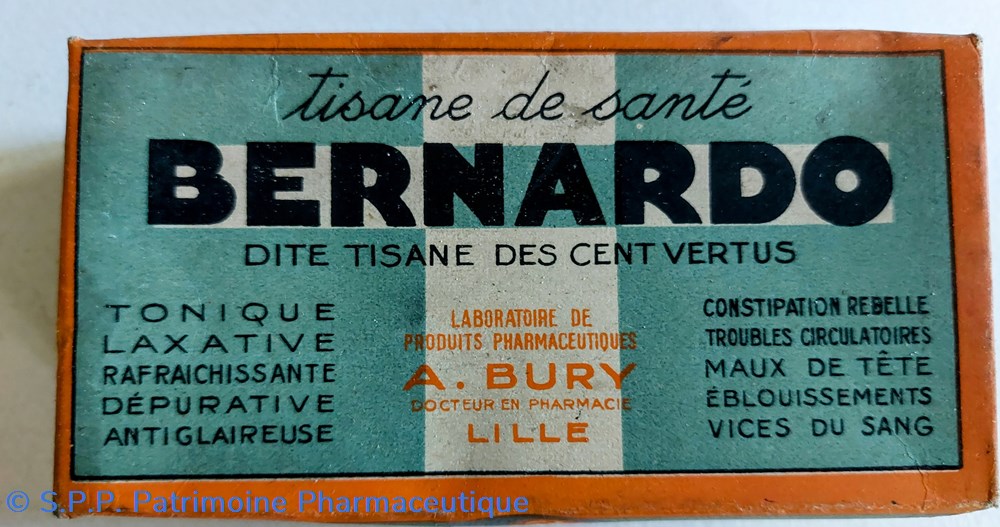 tisane de santé
BERNARDO
DITE TISANE DES CENT VERTUS
TONIQUE
LAXATIVE
RAFRAICHISSANTE
DÉPURATIVE
ANTIGLAIREUSE
LABORATOIRE DE
PRODUITS PHARMACEUTIQUES
A. BURY
DOCTEUR EN PHARMACIE
LILLE
CONSTIPATION REBELLE
TROUBLES CIRCULATOIRES
MAUX DE TÊTE
ÉBLOUISSEMENTS
VICES DU SANG
© S.P.P. Patrimoine Pharmaceutique